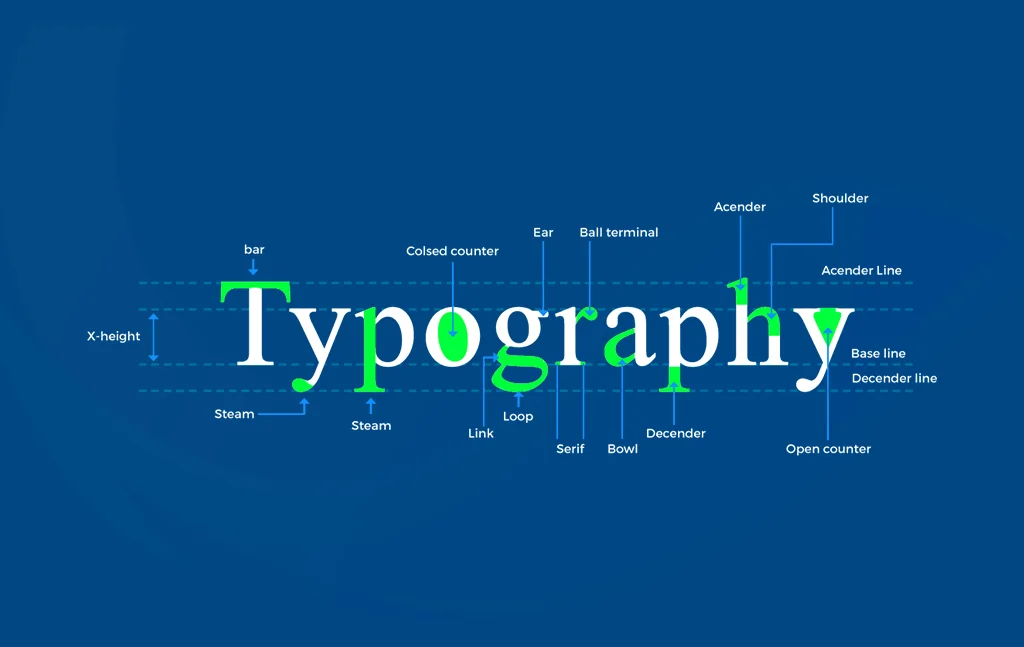 Shoulder
Acender
Ear
Ball terminal
bar
Colsed counter
Acender Line
Typography
X-height
Base line
Decender line
Steam
Loop
Steam
Link
Decender
Serif
Bowl
Open counter